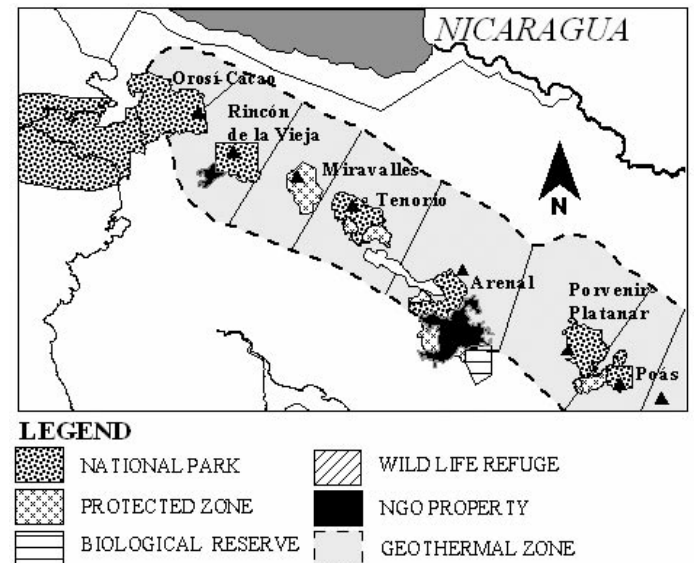 NICARAGUA
Orosí-Cacao
Rincón
de la Vieja
Miravalles
Tenorio
N
Arenal
Porvenir
Platanar
Poás
LEGEND
NATIONAL PARK
WILD LIFE REFUGE
PROTECTED ZONE
NGO PROPERTY
BIOLOGICAL RESERVE
GEOTHERMAL ZONE